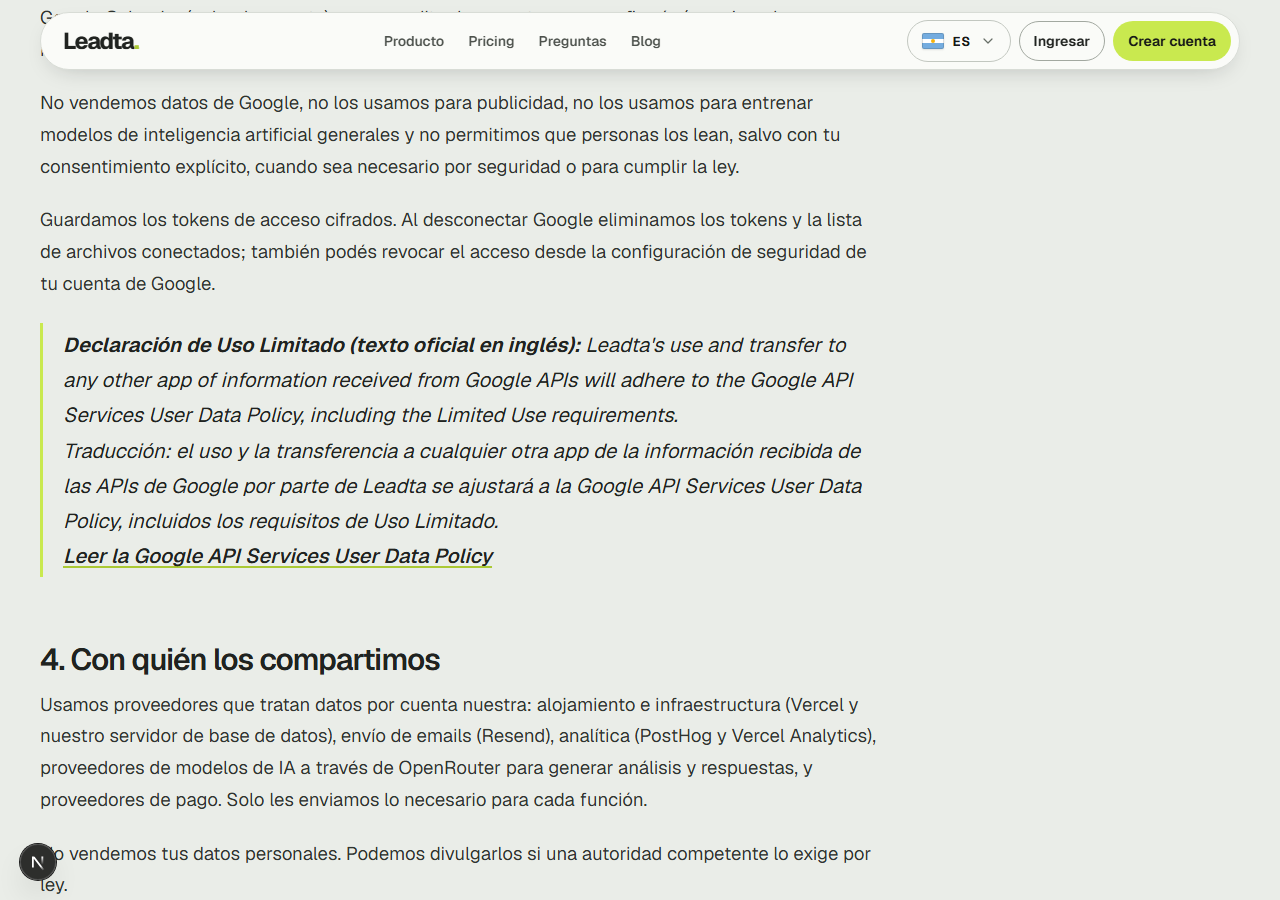 Leadta.
Producto
Pricing
Preguntas
Blog
ES
Ingresar
Crear cuenta
No vendemos datos de Google, no los usamos para publicidad, no los usamos para entrenar
modelos de inteligencia artificial generales y no permitimos que personas los lean, salvo con tu
consentimiento explícito, cuando sea necesario por seguridad o para cumplir la ley.
Guardamos los tokens de acceso cifrados. Al desconectar Google eliminamos los tokens y la lista
de archivos conectados; también podés revocar el acceso desde la configuración de seguridad de
tu cuenta de Google.
Declaración de Uso Limitado (texto oficial en inglés): Leadta's use and transfer to
any other app of information received from Google APIs will adhere to the Google API
Services User Data Policy, including the Limited Use requirements.
Traducción: el uso y la transferencia a cualquier otra app de la información recibida de
las APIs de Google por parte de Leadta se ajustará a la Google API Services User Data
Policy, incluidos los requisitos de Uso Limitado.
Leer la Google API Services User Data Policy
4. Con quién los compartimos
Usamos proveedores que tratan datos por cuenta nuestra: alojamiento e infraestructura (Vercel y
nuestro servidor de base de datos), envío de emails (Resend), analítica (PostHog y Vercel Analytics),
proveedores de modelos de IA a través de OpenRouter para generar análisis y respuestas, y
proveedores de pago. Solo les enviamos lo necesario para cada función.
No vendemos tus datos personales. Podemos divulgarlos si una autoridad competente lo exige por
ley.
N